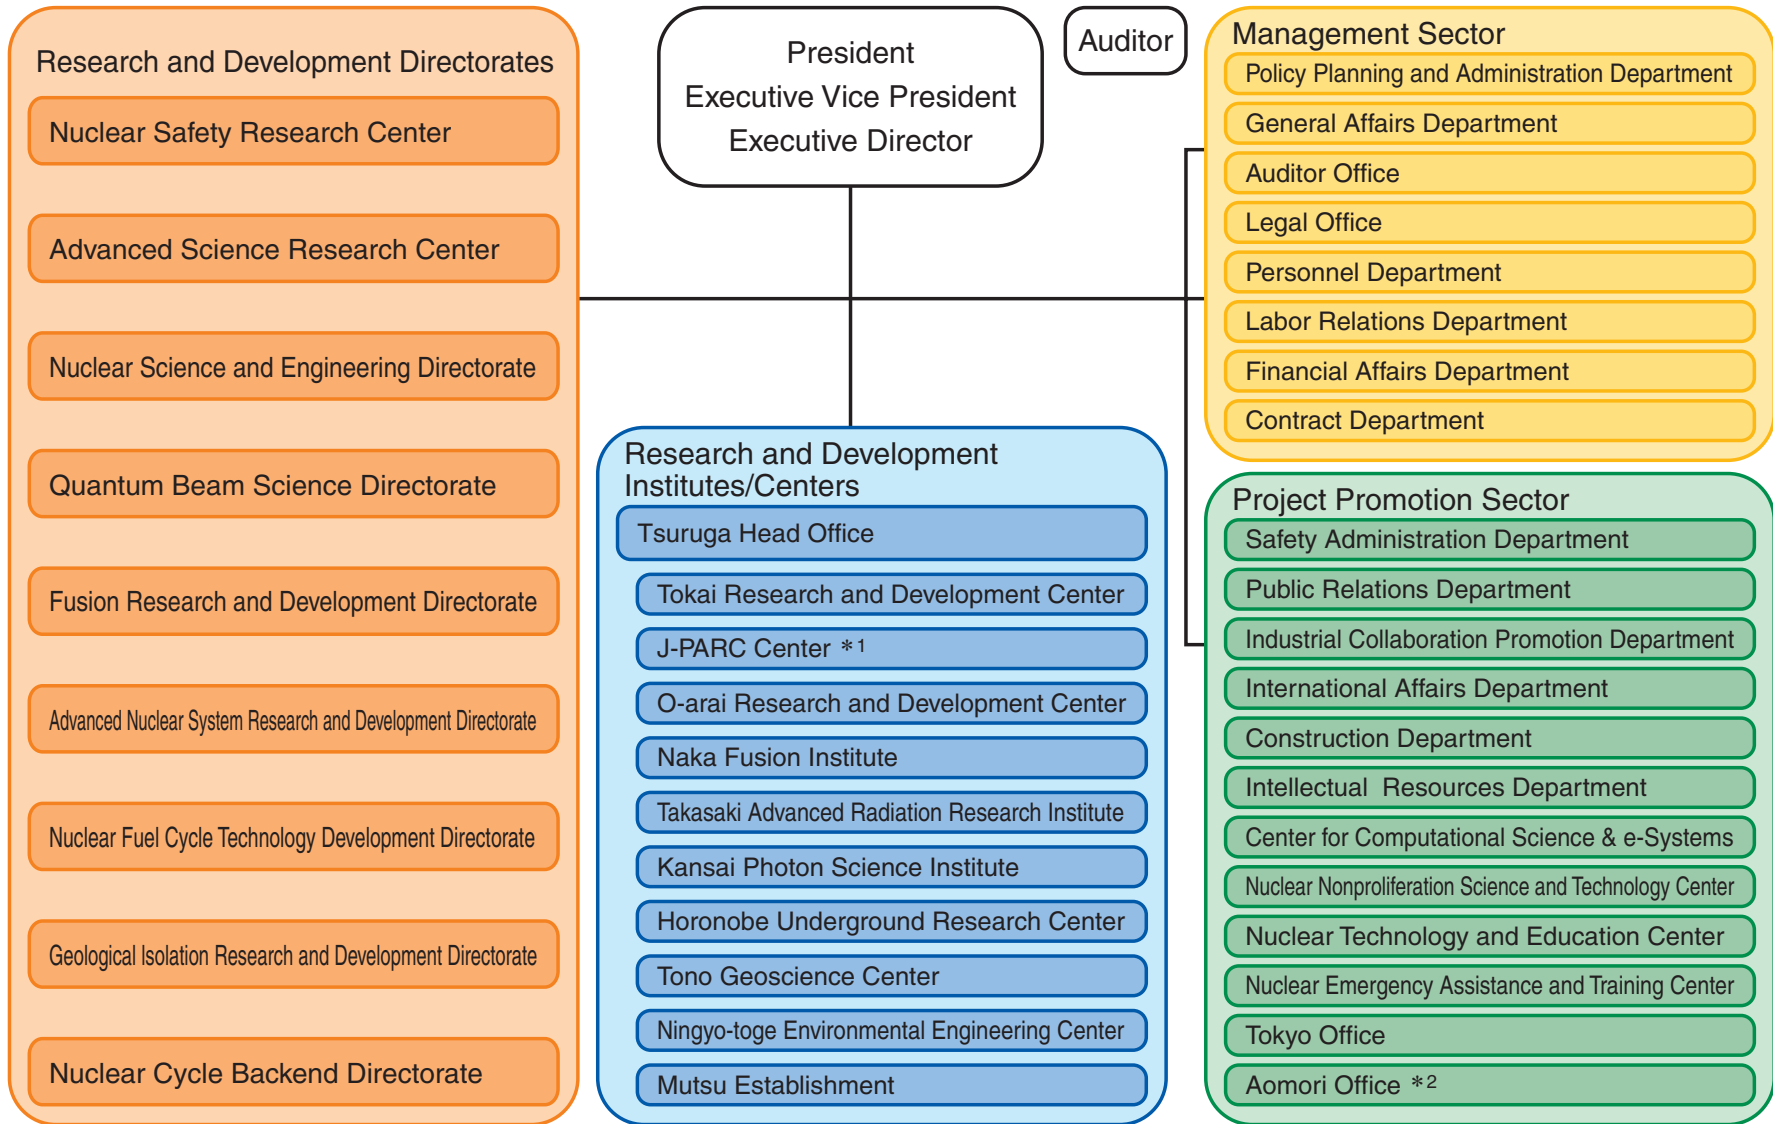 Research and Development Directorates
Nuclear Safety Research Center
Advanced Science Research Center
Nuclear Science and Engineering Directorate
Quantum Beam Science Directorate
Fusion Research and Development Directorate
Advanced Nuclear System Research and Development Directorate
Nuclear Fuel Cycle Technology Development Directorate
Geological Isolation Research and Development Directorate
Nuclear Cycle Backend Directorate
President
Executive Vice President
Executive Director
Auditor
Research and Development
Institutes/Centers
Tsuruga Head Office
Tokai Research and Development Center
J-PARC Center *1
O-arai Research and Development Center
Naka Fusion Institute
Takasaki Advanced Radiation Research Institute
Kansai Photon Science Institute
Horonobe Underground Research Center
Tono Geoscience Center
Ningyo-toge Environmental Engineering Center
Mutsu Establishment
Management Sector
Policy Planning and Administration Department
General Affairs Department
Auditor Office
Legal Office
Personnel Department
Labor Relations Department
Financial Affairs Department
Contract Department
Project Promotion Sector
Safety Administration Department
Public Relations Department
Industrial Collaboration Promotion Department
International Affairs Department
Construction Department
Intellectual Resources Department
Center for Computational Science & e-Systems
Nuclear Nonproliferation Science and Technology Center
Nuclear Technology and Education Center
Nuclear Emergency Assistance and Training Center
Tokyo Office
Aomori Office *2